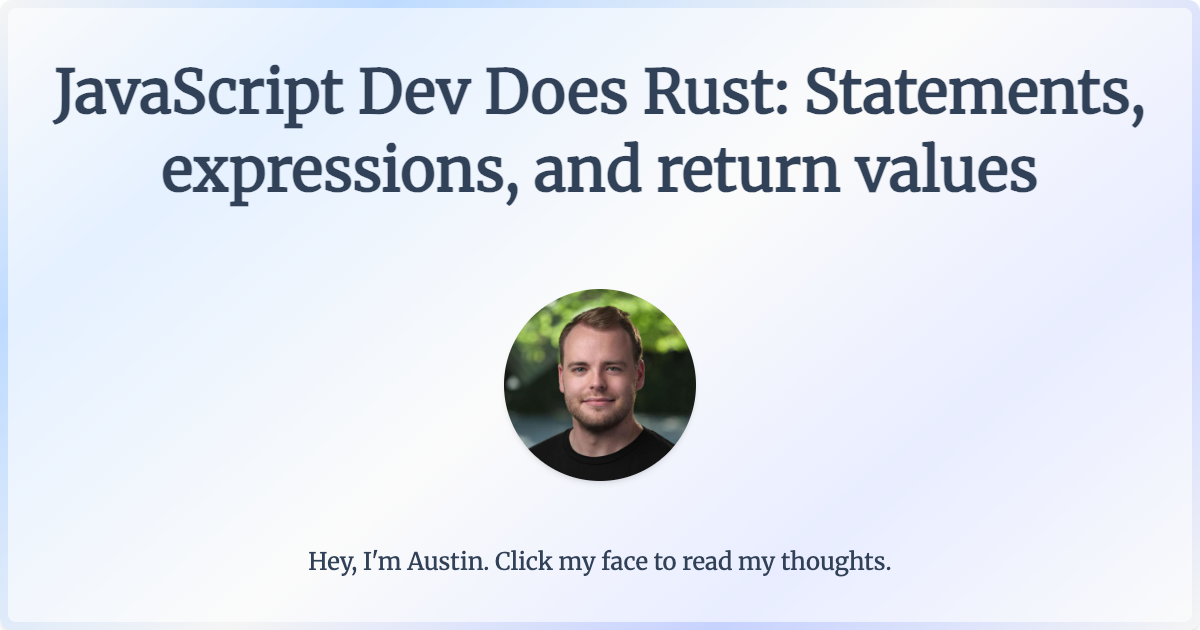 JavaScript Dev Does Rust: Statements,
expressions, and return values
Hey, I'm Austin. Click my face to read my thoughts.